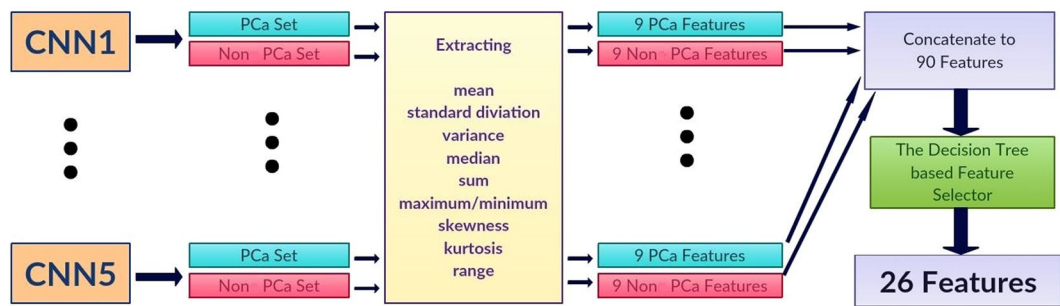 CNN1
PCa Set
Non PCa Set
Extracting
mean
standard diviation
variance
median
sum
maximum/minimum
skewness
kurtosis
range
9 PCa Features
9 Non PCa Features
Concatenate to
90 Features
The Decision Tree
based Feature
Selector
26 Features
CNN5
PCa Set
Non PCa Set
9 PCa Features
9 Non PCa Features